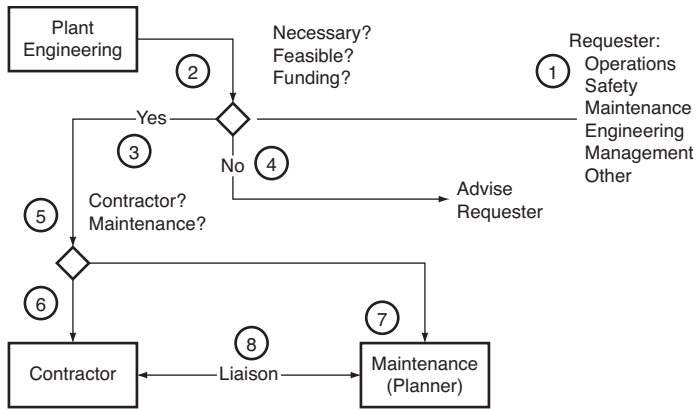 Plant
Engineering
2
Necessary?
Feasible?
Funding?
1
Requester:
Operations
Safety
Maintenance
Engineering
Management
Other
Yes
3
No
4
Advise
Requester
Contractor?
Maintenance?
5
6
7
Contractor
8
Liaison
Maintenance
(Planner)